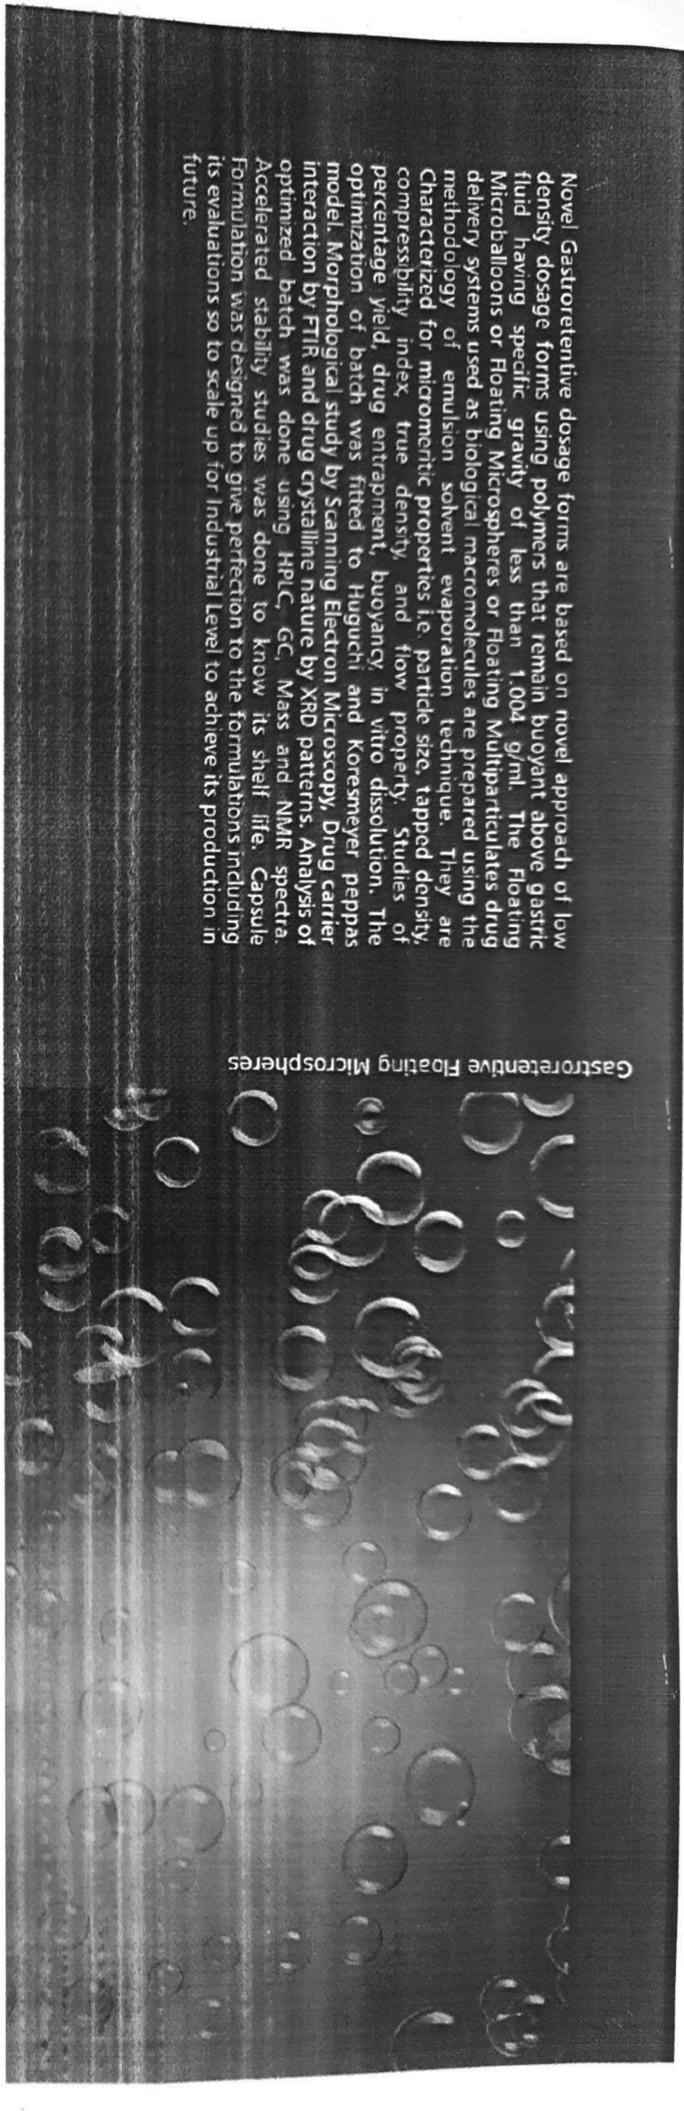 Novel Gastroretentive dosage forms are based on novel approach of low
density dosage forms using polymers that remain buoyant above gastric
fluid having specific gravity of less than 1.004 g/ml. The Floating
Microballoons or Floating Microspheres or Floating Multiparticulates drug
delivery systems used as biological macromolecules are prepared using the
methodology of emulsion solvent evaporation technique. They are
Characterized for micromeritic properties i.e. particle size, tapped density,
compressibility index, true density, and flow property. Studies of
percentage yield, drug entrapment, buoyancy, in vitro dissolution. The
optimization of batch was fitted to Huguchi and Koresmeyer peppas
model. Morphological study by Scanning Electron Microscopy, Drug carrier
interaction by FTIR and drug crystalline nature by XRD patterns. Analysis of
optimized batch was done using HPLC, GC, Mass and NMR spectra.
Accelerated stability studies was done to know its shelf life. Capsule
Formulation was designed to give perfection to the formulations including
its evaluations so to scale up for Industrial Level to achieve its production in
future.
Gastroretentive Floating Microspheres